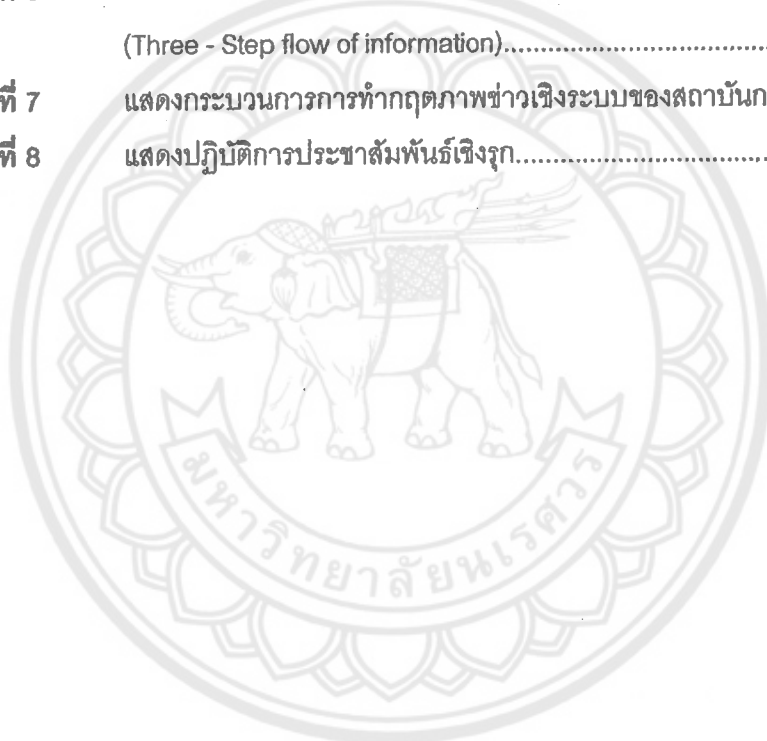 (Three - Step flow of information)......................................
ที่ 7 แสดงกระบวนการการทำกฤตภาพข่าวเชิงระบบของสถาบันก
ที่ 8 แสดงปฏิบัติการประชาสัมพันธ์เชิงรุก......................................
มหาวิทยาลัยนเรศวร